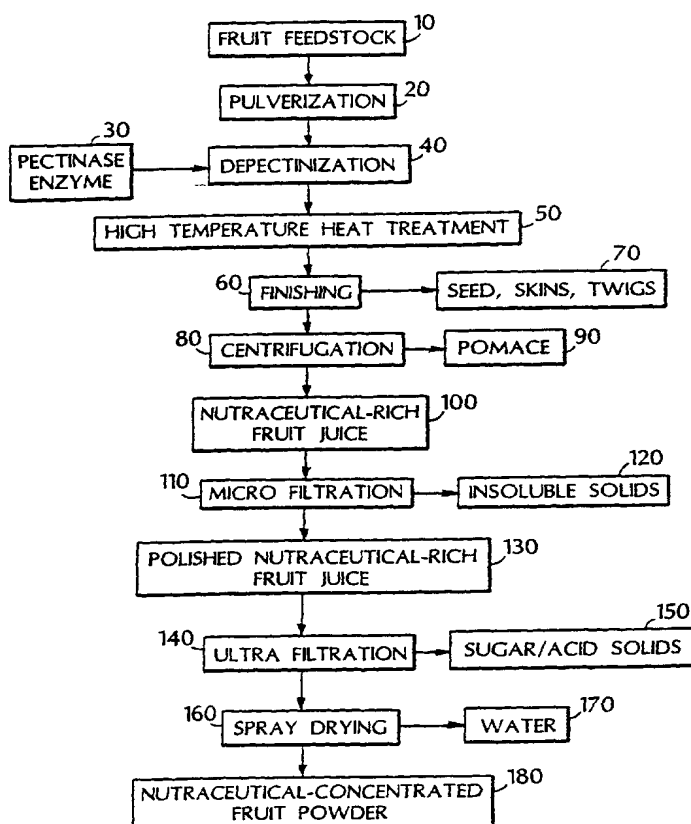 10
FRUIT FEEDSTOCK
20
PULVERIZATION
30
PECTINASE
ENZYME
40
DEPECTINIZATION
50
HIGH TEMPERATURE HEAT TREATMENT
60
FINISHING
70
SEED, SKINS, TWIGS
80
CENTRIFUGATION
POMACE
90
NUTRACEUTICAL-RICH
FRUIT JUICE
100
110
MICRO FILTRATION
120
INSOLUBLE SOLIDS
POLISHED NUTRACEUTICAL-RICH
FRUIT JUICE
130
140
ULTRA FILTRATION
150
SUGAR/ACID SOLIDS
160
SPRAY DRYING
WATER
170
NUTRACEUTICAL-CONCENTRATED
FRUIT POWDER
180